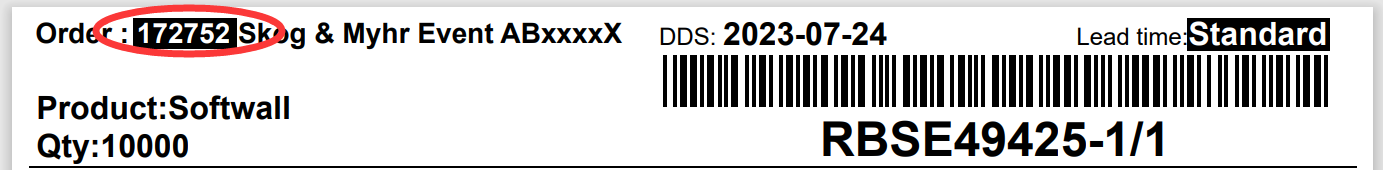 Order : 172752 Skog & Myhr Event ABxxxxX DDS: 2023-07-24 Lead time:Standard
Product:Softwall
Qty:10000
RBSE49425-1/1